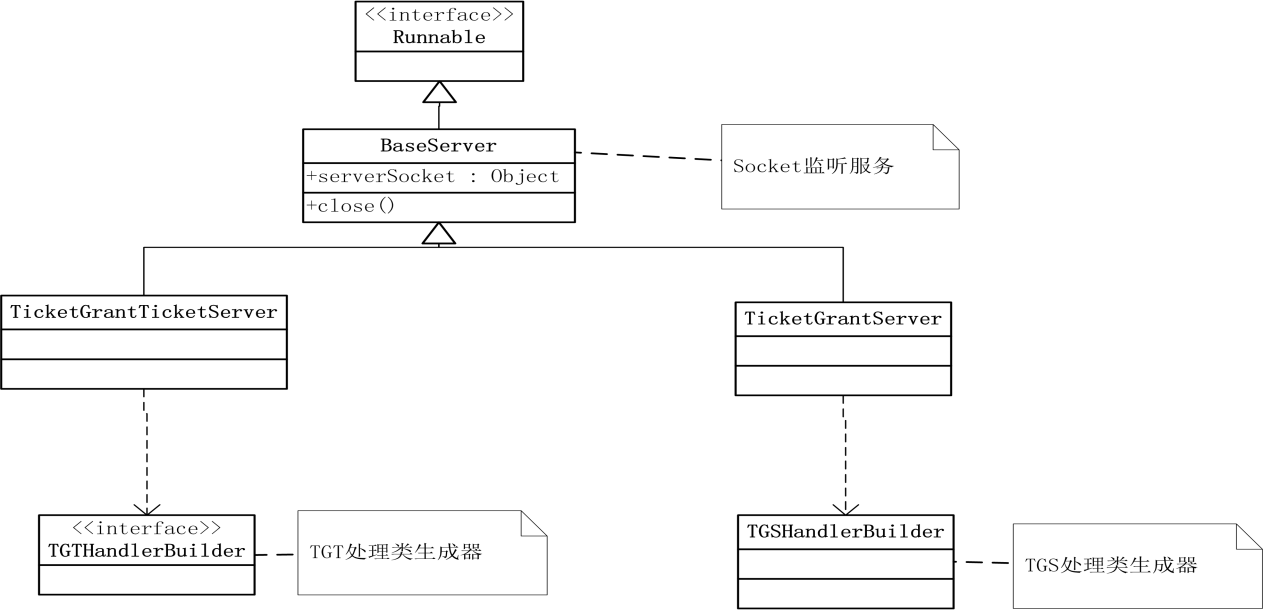 <<interface>>
Runnable
BaseServer
+serverSocket : Object
+close()
Socket监听服务
TicketGrantTicketServer
TicketGrantServer
<<interface>>
TGTHandlerBuilder
TGT处理类生成器
TGSHandlerBuilder
TGS处理类生成器